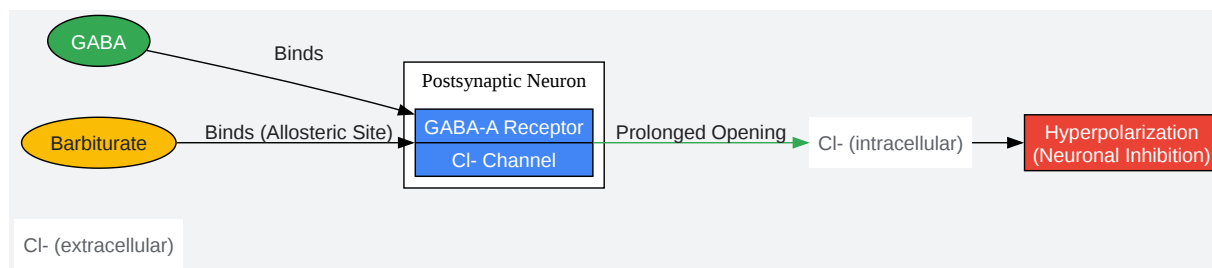 GABA
Binds
Postsynaptic Neuron
GABA-A Receptor
Cl- Channel
Barbiturate
Binds (Allosteric Site)
Prolonged Opening
Cl- (intracellular)
Hyperpolarization
(Neuronal Inhibition)
Cl- (extracellular)